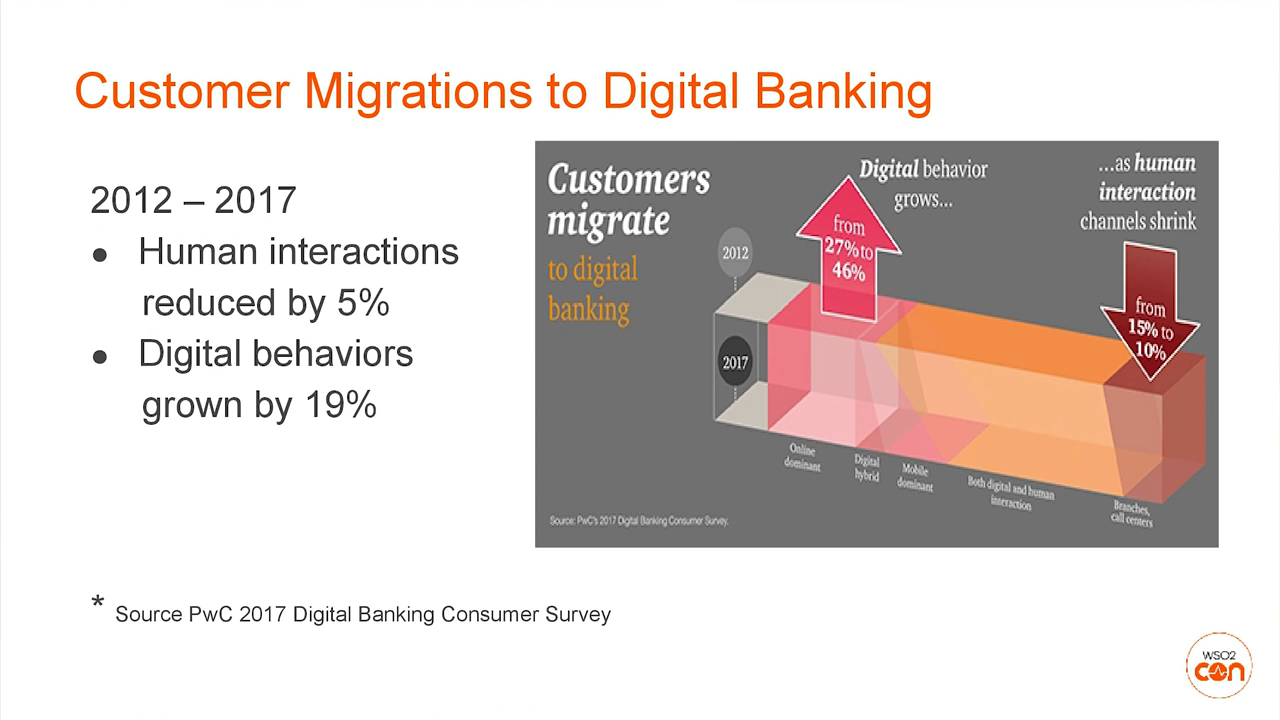 Customer Migrations to Digital Banking
2012 – 2017
● Human interactions
reduced by 5%
● Digital behaviors
grown by 19%
Customers
migrate
to digital
banking
Digital behavior
grows...
...as human
interaction
channels shrink
from
27% to
46%
from
15% to
10%
2012
2017
Online
dominant
Digital
hybrid
Mobile
dominant
Both digital and human
interaction
Branches,
call centers
Source: PwC's 2017 Digital Banking Consumer Survey.
* Source PwC 2017 Digital Banking Consumer Survey
WSO2
con